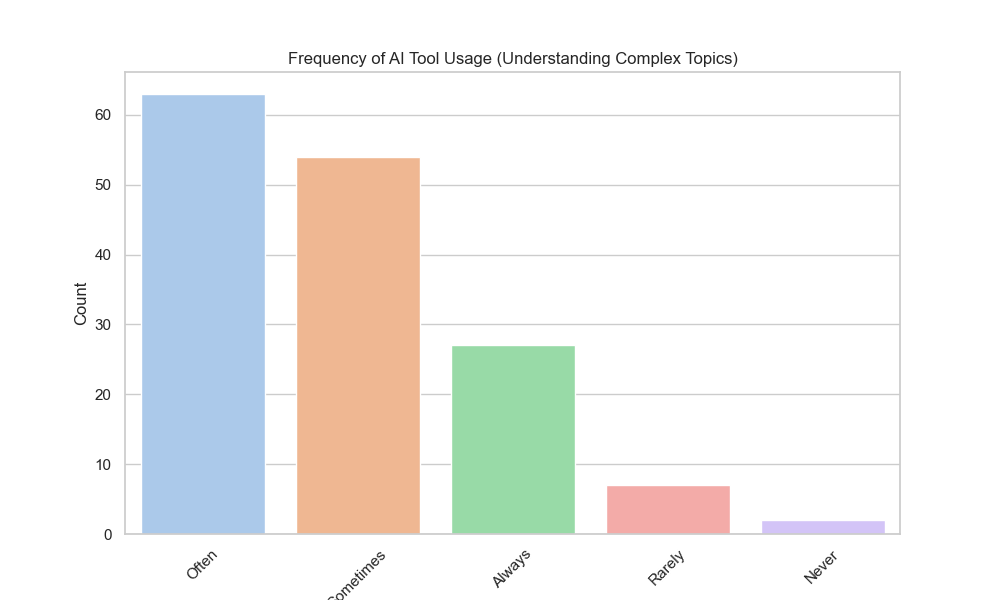 Frequency of AI Tool Usage (Understanding Complex Topics)
Count
60
50
40
30
20
10
0
Often
Sometimes
Always
Rarely
Never